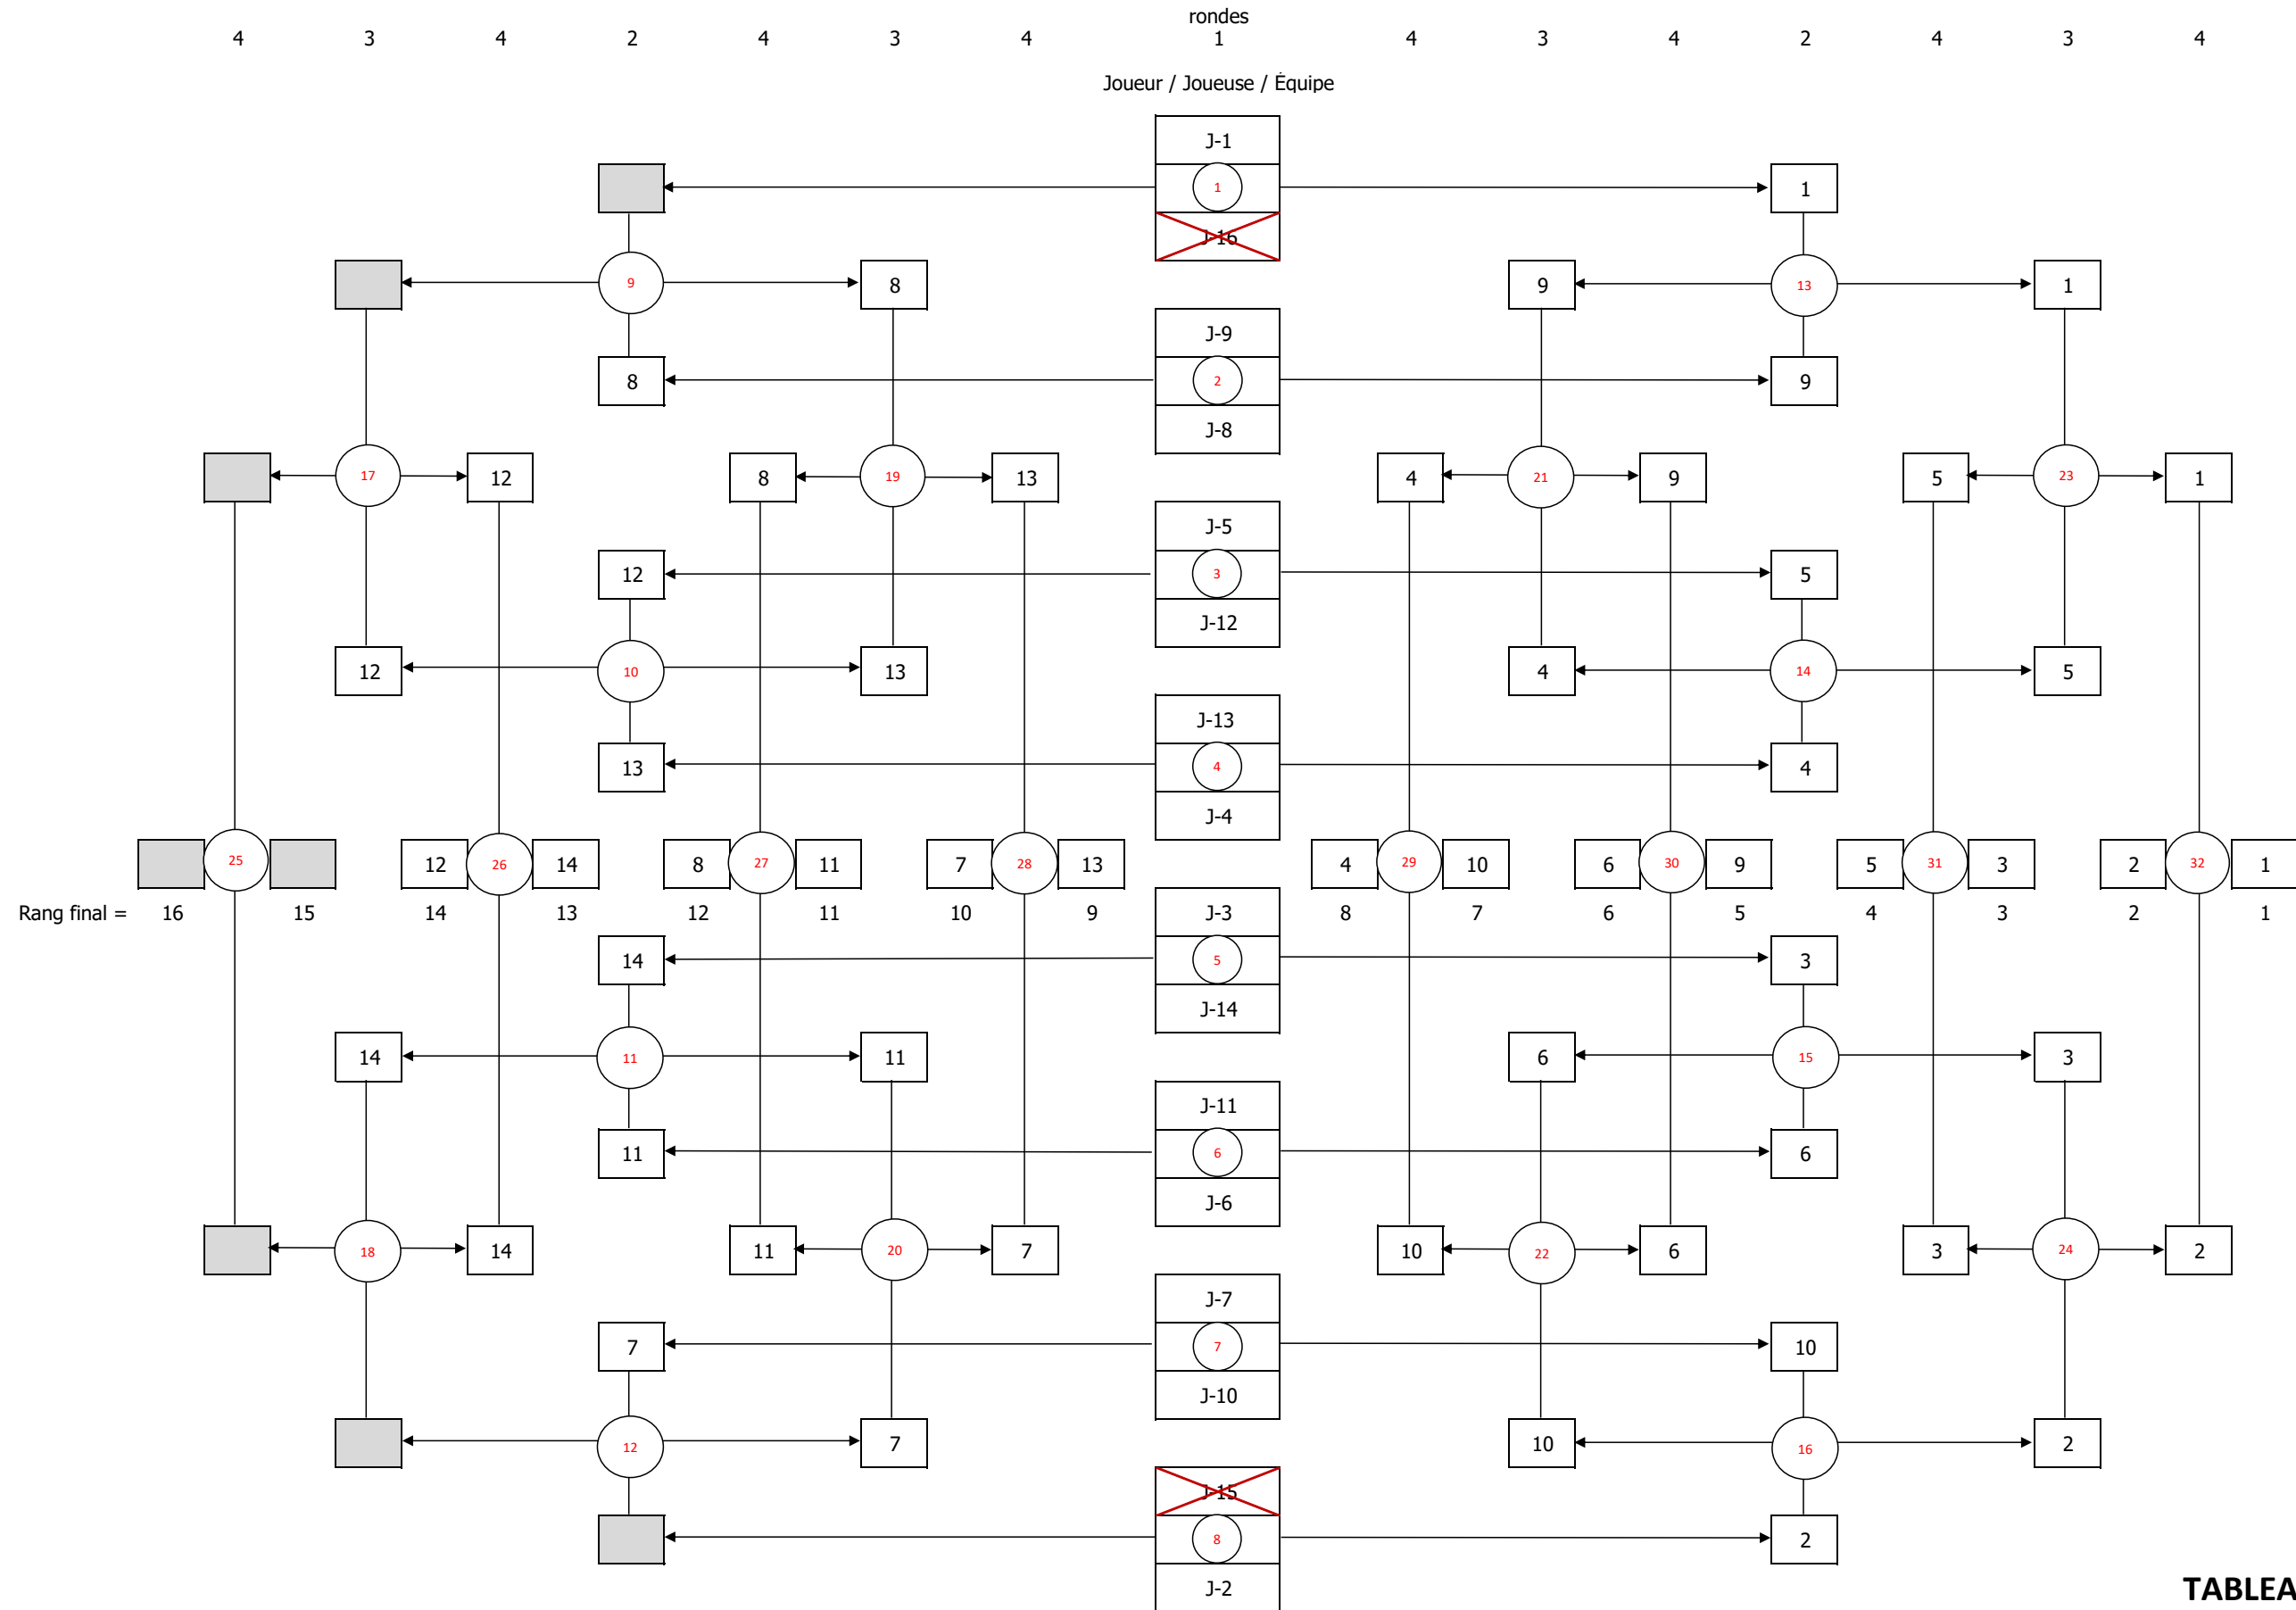 rondes
4 3 4 2 4 3 4 1 4 3 4 2 4 3 4
Joueur / Joueuse / Équipe
J-1
1 1
J-16
9 8 9 13 1
J-9
8 2 9
J-8
17 12 8 19 13 4 21 9 5 23 1
J-5
12 3 5
J-12
12 10 13 4 14 5
J-13
13 4 4
J-4
25 12 26 14 8 27 11 7 28 13 4 29 10 6 30 9 5 31 3 2 32 1
Rang final = 16 15 14 13 12 11 10 9 J-3 8 7 6 5 4 3 2 1
14 5 3
J-14
14 11 11 6 15 3
J-11
11 6 6
J-6
18 14 11 20 7 10 22 6 3 24 2
J-7
7 7 10
J-10
12 7 10 16 2
J-15
8 2
J-2
TABLEA